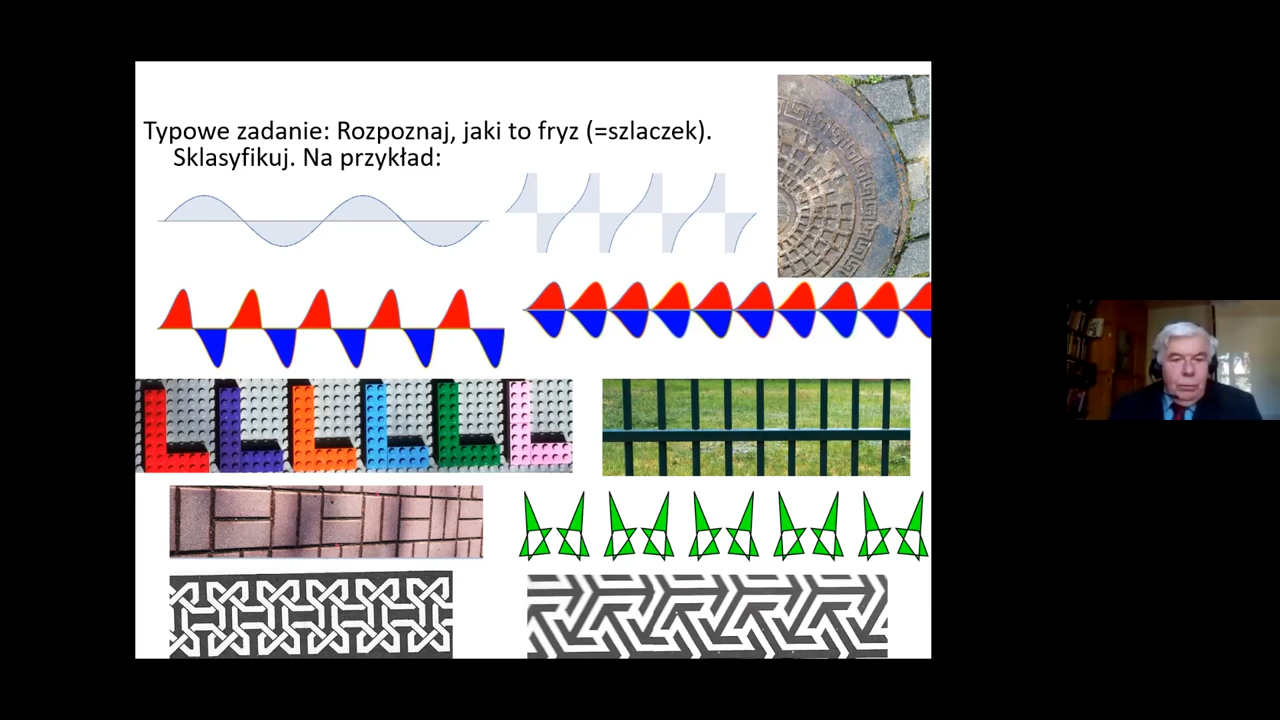 Typowe zadanie: Rozpoznaj, jaki to fryz (=szlaczek).
Sklasyfikuj. Na przykład: